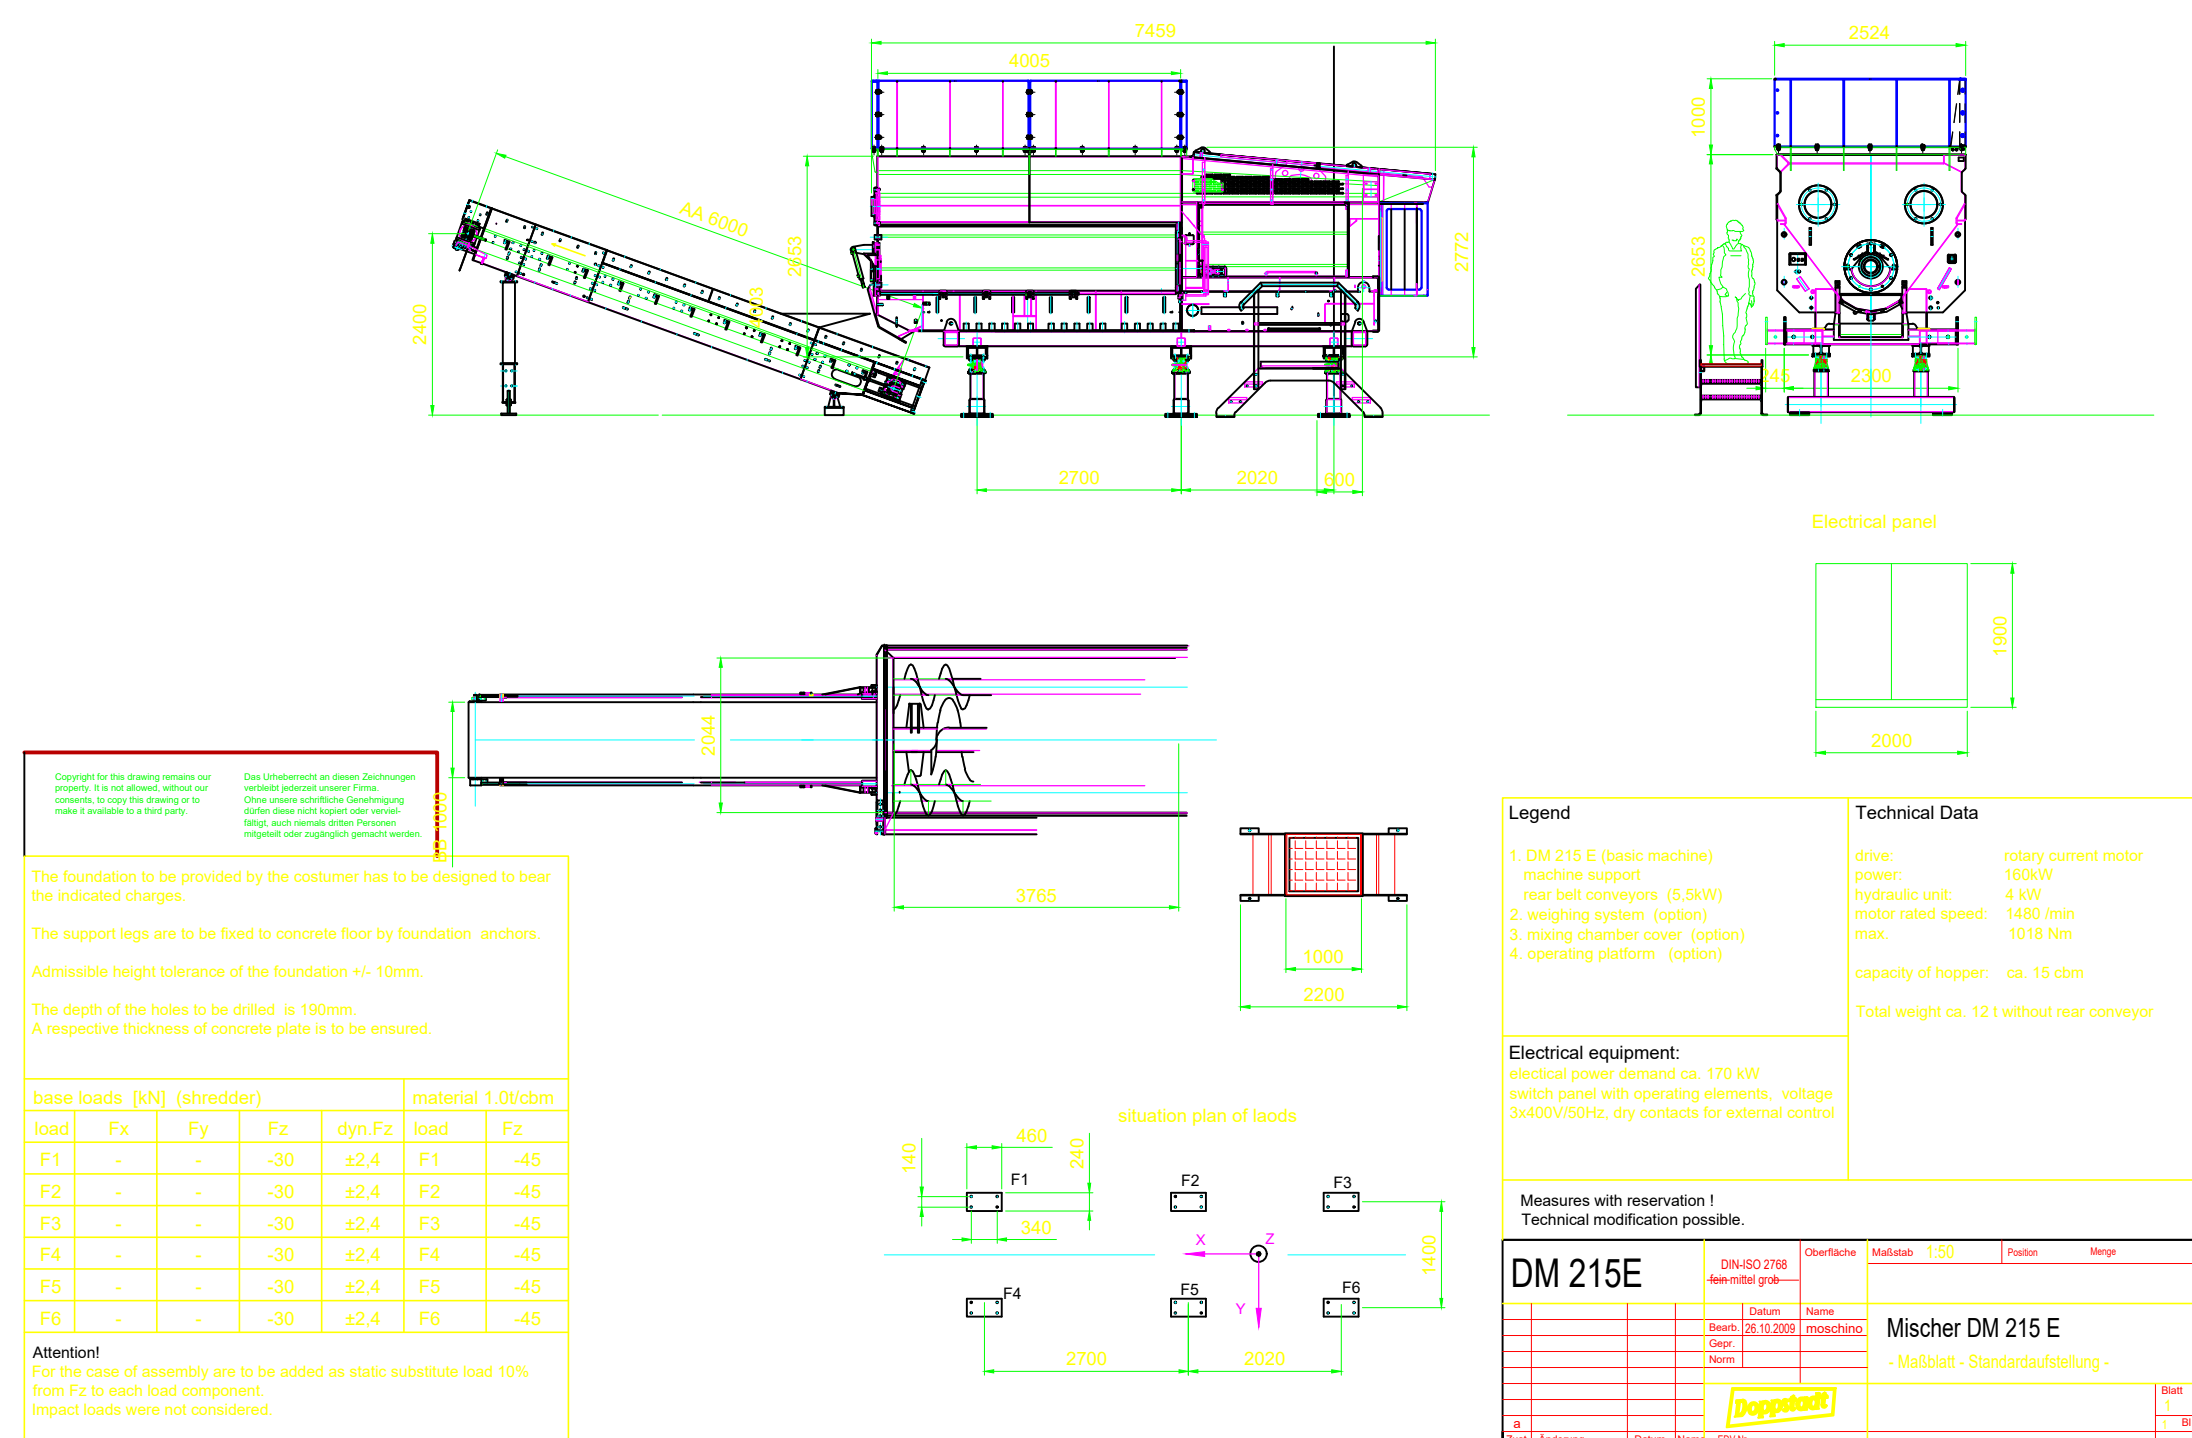 7459
4005
2524
1000
AA 6000
2653
4003
2400
2772
2653
245
2300
2700
2020
600
Electrical panel
1900
2000
2044
BB 1000
3765
1000
2200
Copyright for this drawing remains our
property. It is not allowed, without our
consents, to copy this drawing or to
make it available to a third party.
Das Urheberrecht an diesen Zeichnungen
verbleibt jederzeit unserer Firma.
Ohne unsere schriftliche Genehmigung
dürfen diese nicht kopiert oder verviel-
fältigt, auch niemals dritten Personen
mitgeteilt oder zugänglich gemacht werden.
The foundation to be provided by the costumer has to be designed to bear
the indicated charges.
The support legs are to be fixed to concrete floor by foundation anchors.
Admissible height tolerance of the foundation +/- 10mm.
The depth of the holes to be drilled is 190mm.
A respective thickness of concrete plate is to be ensured.
base loads [kN] (shredder) material 1.0t/cbm
load Fx Fy Fz dyn.Fz load Fz
F1 - - -30 ±2,4 F1 -45
F2 - - -30 ±2,4 F2 -45
F3 - - -30 ±2,4 F3 -45
F4 - - -30 ±2,4 F4 -45
F5 - - -30 ±2,4 F5 -45
F6 - - -30 ±2,4 F6 -45
Attention!
For the case of assembly are to be added as static substitute load 10%
from Fz to each load component.
Impact loads were not considered.
situation plan of laods
460
140
240
F1
F2
F3
340
X
Z
Y
1400
F4
F5
F6
2700
2020
Legend
1. DM 215 E (basic machine)
machine support
rear belt conveyors (5,5kW)
2. weighing system (option)
3. mixing chamber cover (option)
4. operating platform (option)
Technical Data
drive: rotary current motor
power: 160kW
hydraulic unit: 4 kW
motor rated speed: 1480 /min
max. 1018 Nm
capacity of hopper: ca. 15 cbm
Total weight ca. 12 t without rear conveyor
Electrical equipment:
electical power demand ca. 170 kW
switch panel with operating elements, voltage
3x400V/50Hz, dry contacts for external control
Measures with reservation !
Technical modification possible.
DM 215E
DIN-ISO 2768
fein mittel grob
Oberfläche
Maßstab 1:50
Position
Menge
Datum Name
Bearb. 26.10.2009 moschino
Gepr.
Norm
Mischer DM 215 E
- Maßblatt - Standardaufstellung -
Doppstadt
Blatt
1
1 Bl
a